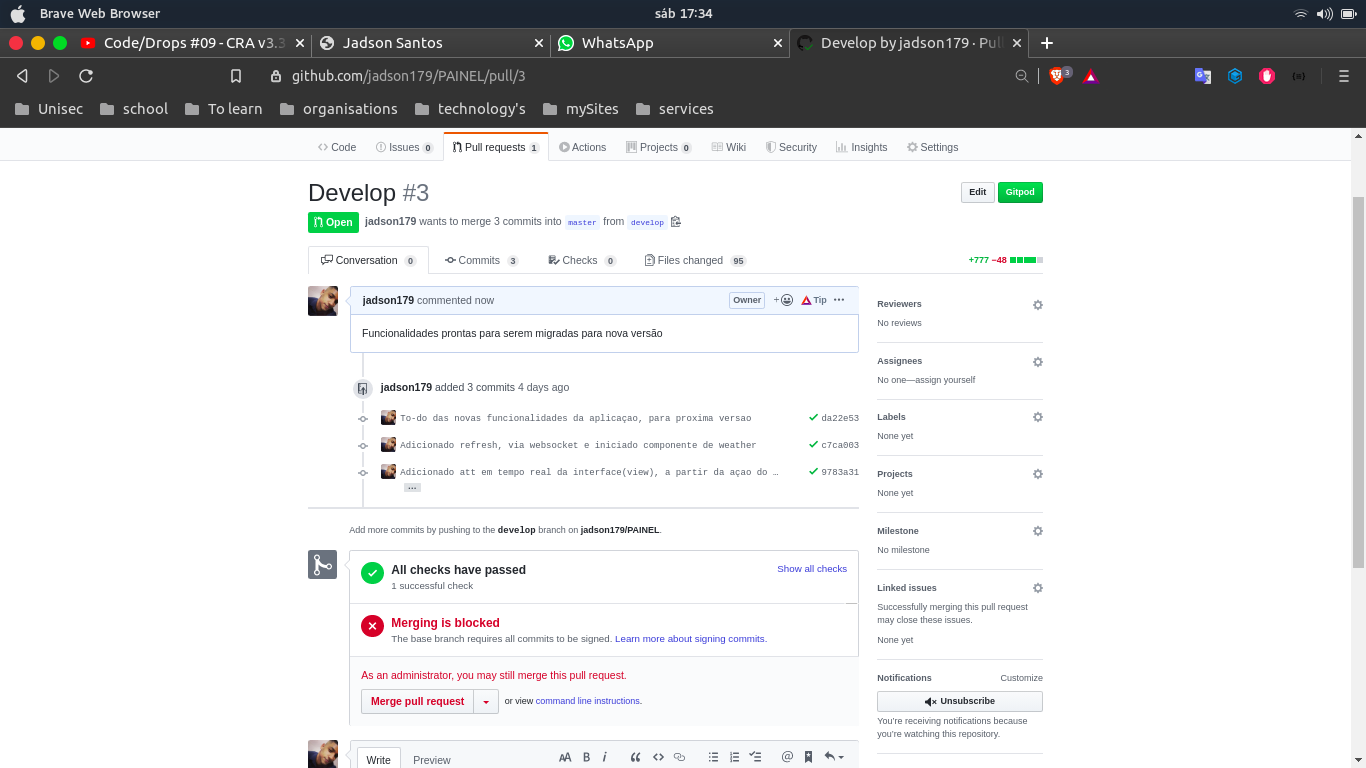 Brave Web Browser
sáb 17:34
Code/Drops #09 - CRA v3.3
Jadson Santos
WhatsApp
Develop by jadson179 · Pull
github.com/jadson179/PAINEL/pull/3
3
Unisec
school
To learn
organisations
technology's
mySites
services
Code
Issues 0
Pull requests 1
Actions
Projects 0
Wiki
Security
Insights
Settings
Develop #3
Edit
Gitpod
Open
jadson179 wants to merge 3 commits into master from develop
Conversation 0
Commits 3
Checks 0
Files changed 95
+777 −48
jadson179 commented now
Owner
Tip
Funcionalidades prontas para serem migradas para nova versão
jadson179 added 3 commits 4 days ago
To-do das novas funcionalidades da aplicaçao, para proxima versao
da22e53
Adicionado refresh, via websocket e iniciado componente de weather
c7ca003
Adicionado att em tempo real da interface(view), a partir da açao do …
9783a31
…
Add more commits by pushing to the develop branch on jadson179/PAINEL.
All checks have passed
1 successful check
Show all checks
Merging is blocked
The base branch requires all commits to be signed. Learn more about signing commits.
As an administrator, you may still merge this pull request.
Merge pull request
or view command line instructions.
Write
Preview
AA B i
Reviewers
No reviews
Assignees
No one—assign yourself
Labels
None yet
Projects
None yet
Milestone
No milestone
Linked issues
Successfully merging this pull request
may close these issues.
None yet
Notifications
Customize
Unsubscribe
You're receiving notifications because
you're watching this repository.